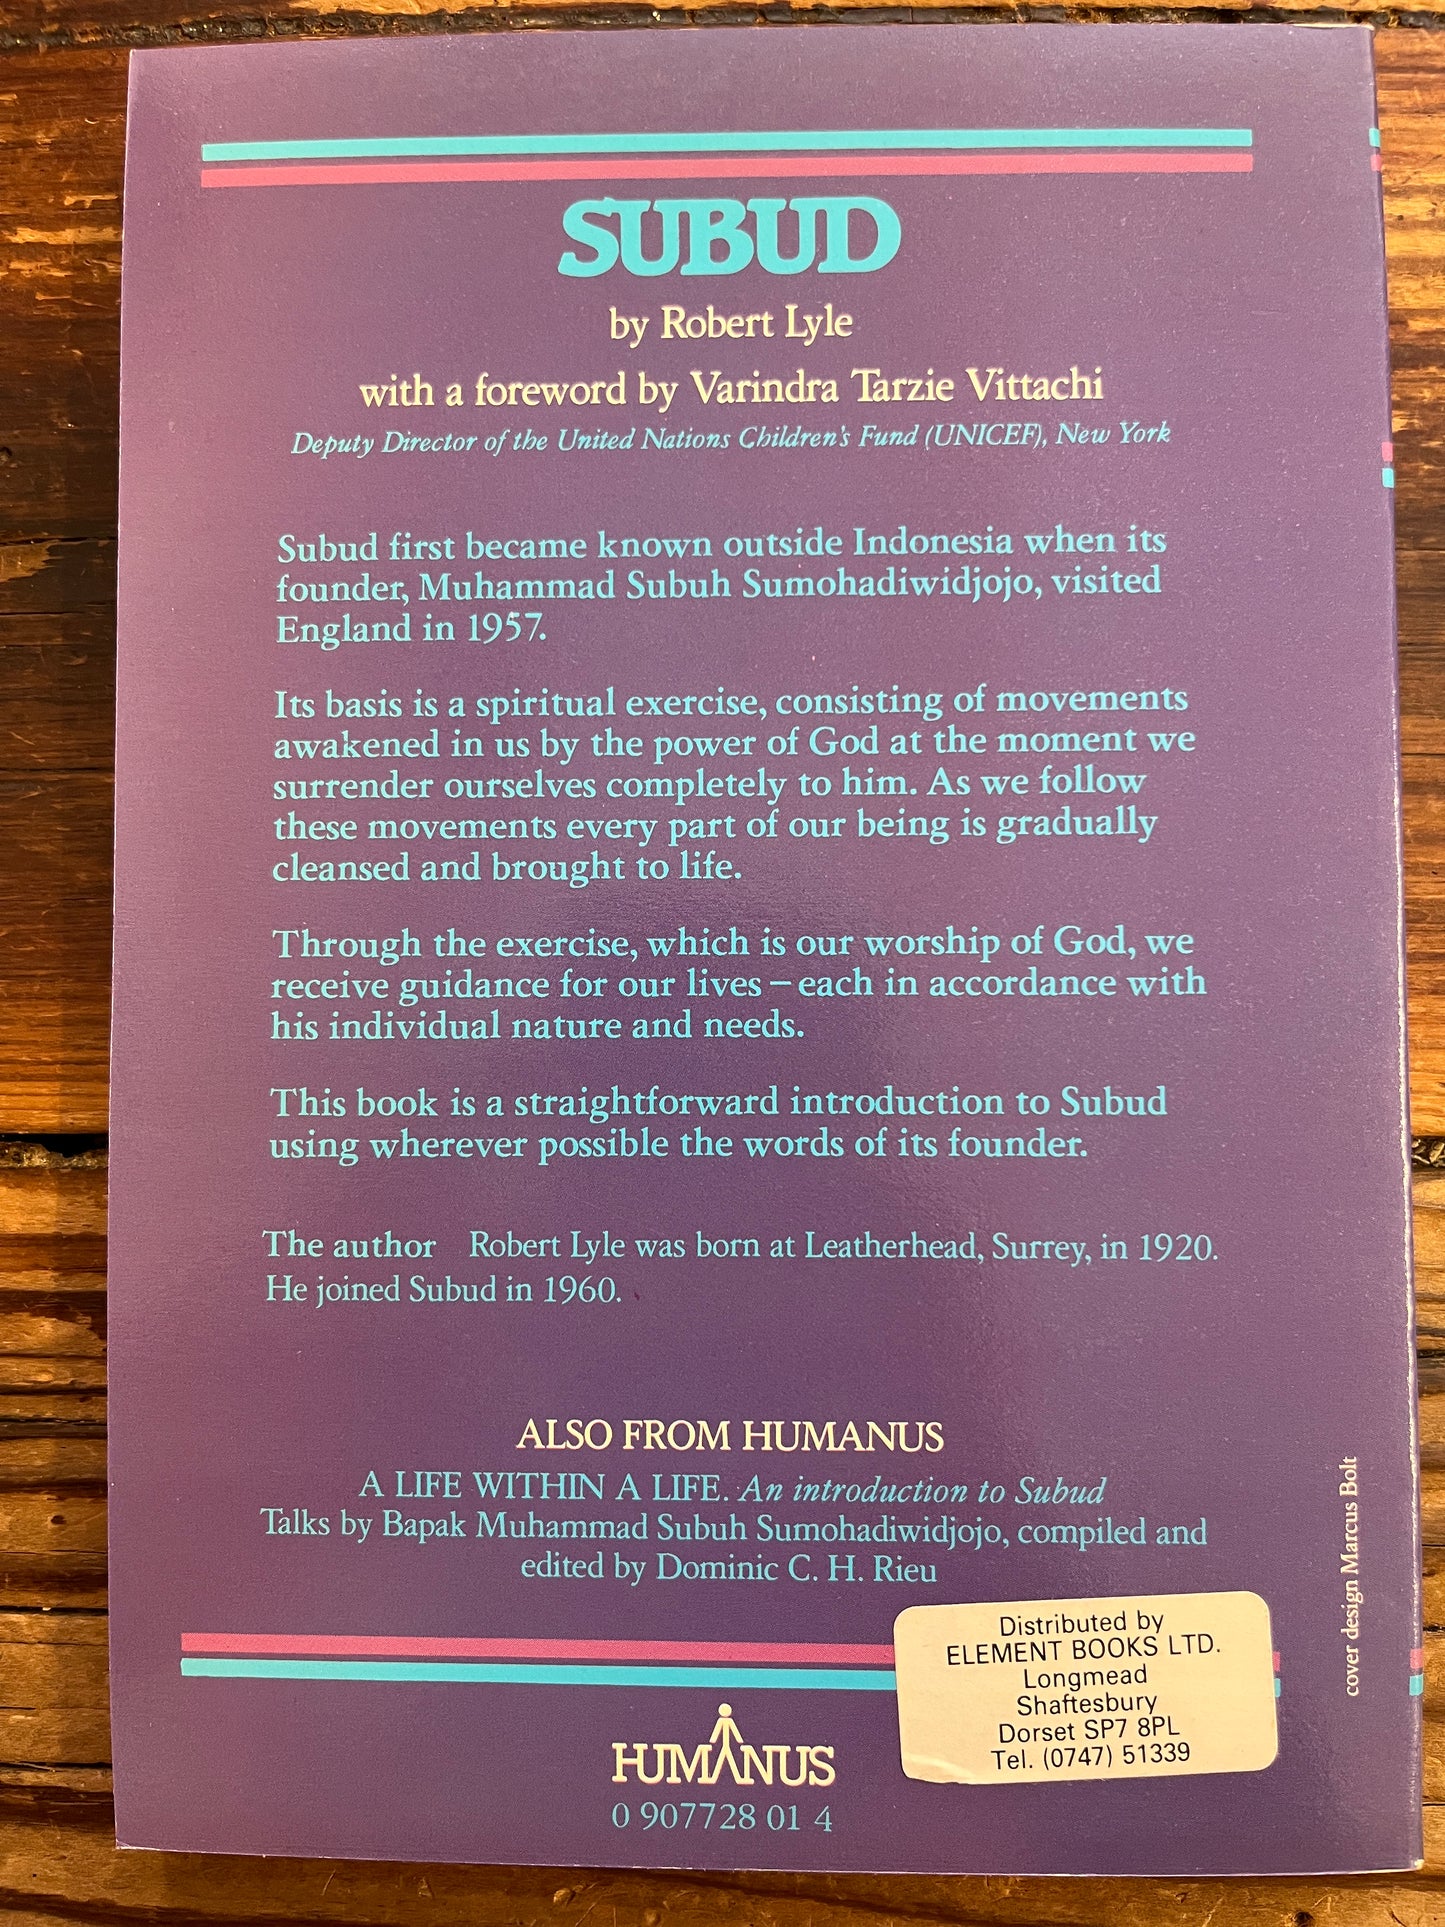 SUBUD
by Robert Lyle
with a foreword by Varindra Tarzie Vittachi
Deputy Director of the United Nations Children's Fund (UNICEF), New York
Subud first became known outside Indonesia when its
founder, Muhammad Subuh Sumohadiwidjojo, visited
England in 1957.
Its basis is a spiritual exercise, consisting of movements
awakened in us by the power of God at the moment we
surrender ourselves completely to him. As we follow
these movements every part of our being is gradually
cleansed and brought to life.
Through the exercise, which is our worship of God, we
receive guidance for our lives – each in accordance with
his individual nature and needs.
This book is a straightforward introduction to Subud
using wherever possible the words of its founder.
The author Robert Lyle was born at Leatherhead, Surrey, in 1920.
He joined Subud in 1960.
ALSO FROM HUMANUS
A LIFE WITHIN A LIFE. An introduction to Subud
Talks by Bapak Muhammad Subuh Sumohadiwidjojo, compiled and
edited by Dominic C. H. Rieu
cover design Marcus Bolt
Distributed by
ELEMENT BOOKS LTD.
Longmead
Shaftesbury
Dorset SP7 8PL
Tel. (0747) 51339
HUMANUS
0 907728 01 4